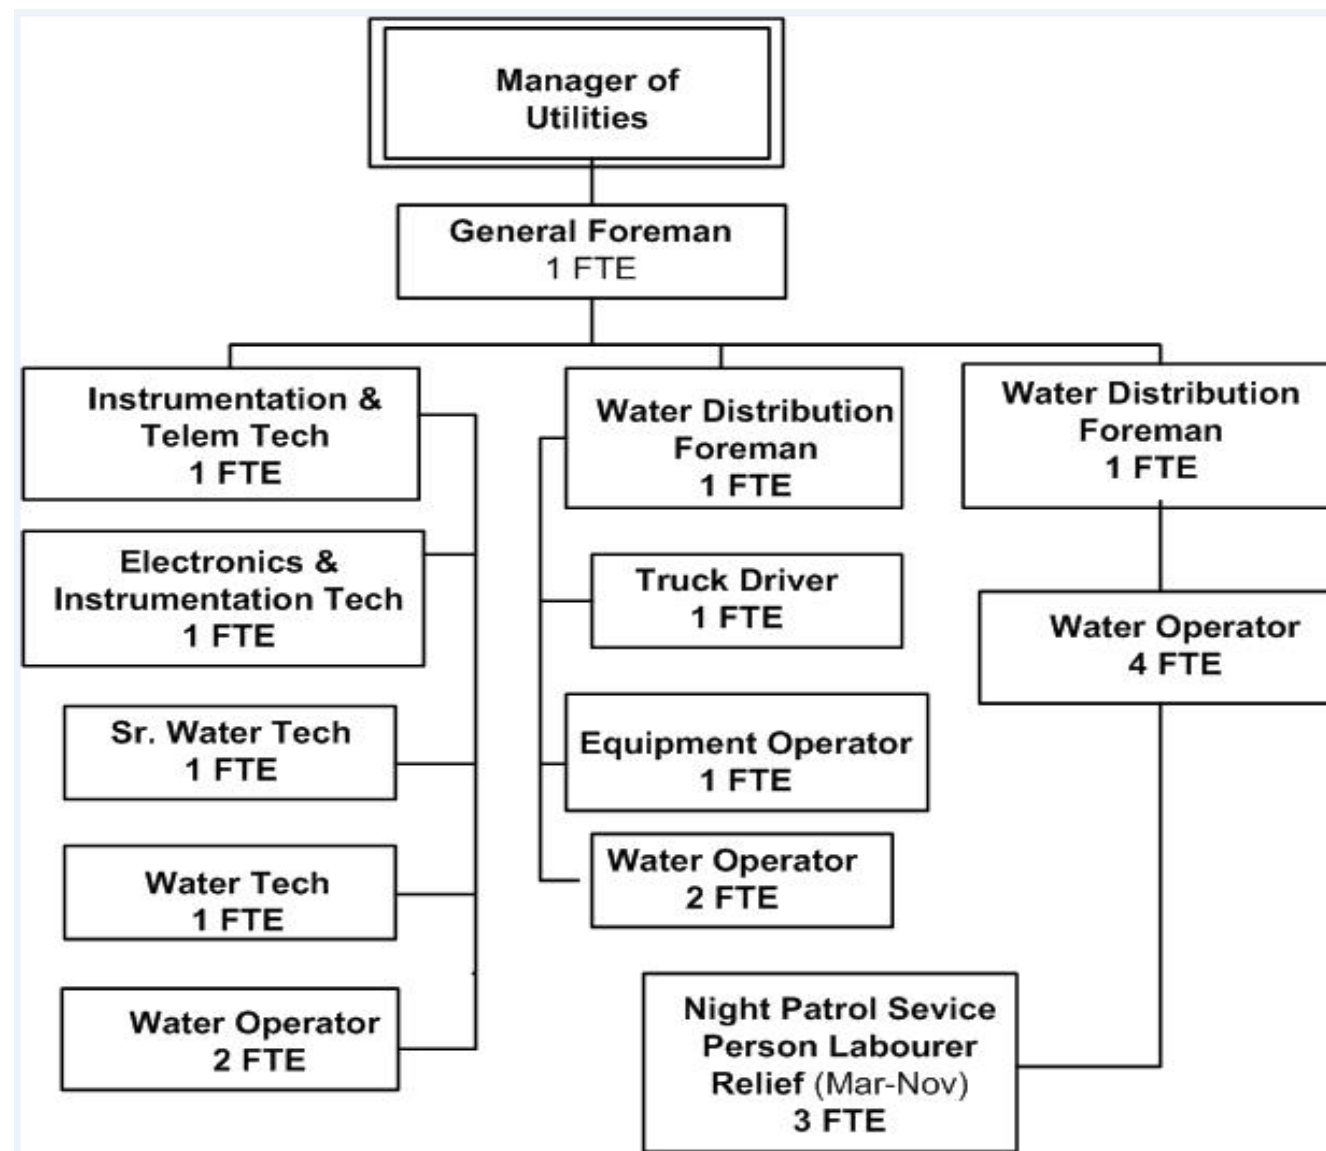 Manager of
Utilities
General Foreman
1 FTE
Instrumentation &
Telem Tech
1 FTE
Electronics &
Instrumentation Tech
1 FTE
Sr. Water Tech
1 FTE
Water Tech
1 FTE
Water Operator
2 FTE
Water Distribution
Foreman
1 FTE
Truck Driver
1 FTE
Equipment Operator
1 FTE
Water Operator
2 FTE
Water Distribution
Foreman
1 FTE
Water Operator
4 FTE
Night Patrol Sevice
Person Labourer
Relief (Mar-Nov)
3 FTE